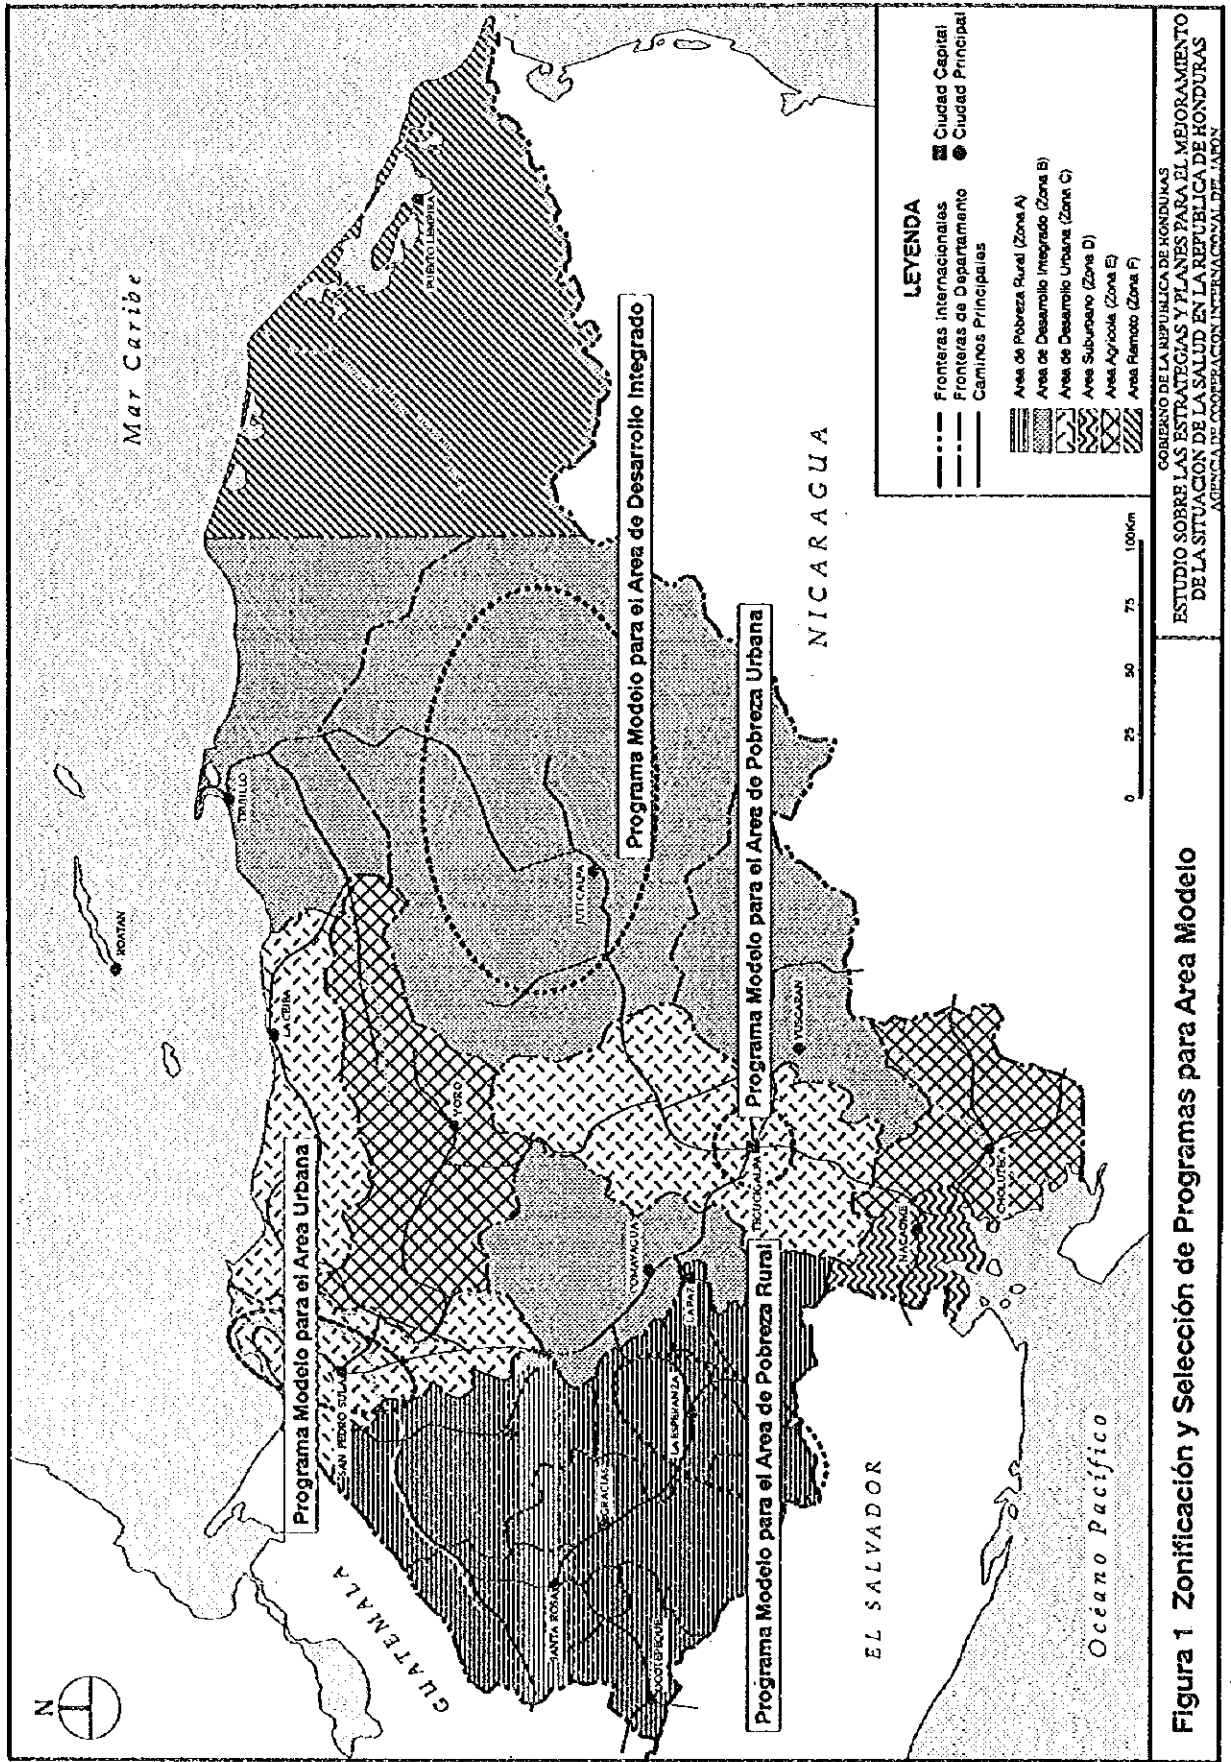 N
Mar Caribe
ROATAN
TRUJILLO
LA CEIBA
PUERTO LEMPIRA
Programa Modelo para el Area Urbana
SAN PEDRO SULA
YORO
JUTICALPA
Programa Modelo para el Area de Desarrollo Integrado
GUATEMALA
SANTA ROSA
GRACIAS
OCOTEPEQUE
LA ESPERANZA
LA PAZ
COMAYAGUA
TEGUCIGALPA
YUSCARAN
Programa Modelo para el Area de Pobreza Urbana
Programa Modelo para el Area de Pobreza Rural
NICARAGUA
NACAOME
CHOLUTECA
EL SALVADOR
Océano Pacífico
0 25 50 75 100Km
LEYENDA
Fronteras Internacionales
Fronteras de Departamento
Caminos Principales
Ciudad Capital
Ciudad Principal
Area de Pobreza Rural (Zona A)
Area de Desarrollo Integrado (Zona B)
Area de Desarrollo Urbano (Zona C)
Area Suburbano (Zona D)
Area Agrícola (Zona E)
Area Remoto (Zona F)
Figura 1 Zonificación y Selección de Programas para Area Modelo
GOBIERNO DE LA REPUBLICA DE HONDURAS
ESTUDIO SOBRE LAS ESTRATEGIAS Y PLANES PARA EL MEJORAMIENTO
DE LA SITUACION DE LA SALUD EN LA REPUBLICA DE HONDURAS
AGENCIA DE COOPERACION INTERNACIONAL DEL JAPON